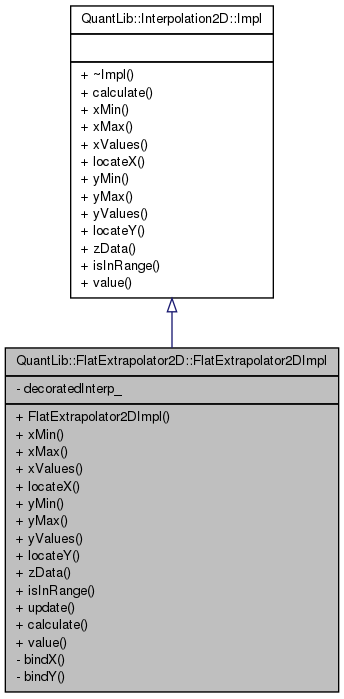 QuantLib::Interpolation2D::Impl
+ ~Impl()
+ calculate()
+ xMin()
+ xMax()
+ xValues()
+ locateX()
+ yMin()
+ yMax()
+ yValues()
+ locateY()
+ zData()
+ isInRange()
+ value()
QuantLib::FlatExtrapolator2D::FlatExtrapolator2DImpl
- decoratedInterp_
+ FlatExtrapolator2DImpl()
+ xMin()
+ xMax()
+ xValues()
+ locateX()
+ yMin()
+ yMax()
+ yValues()
+ locateY()
+ zData()
+ isInRange()
+ update()
+ calculate()
+ value()
- bindX()
- bindY()